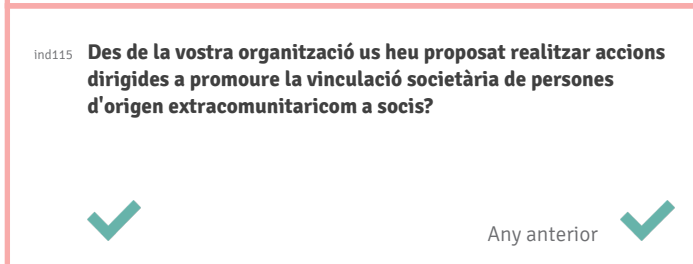 ind115 Des de la vostra organització us heu proposat realitzar accions
dirigides a promoure la vinculació societària de persones
d'origen extracomunitaricom a socis?
Any anterior